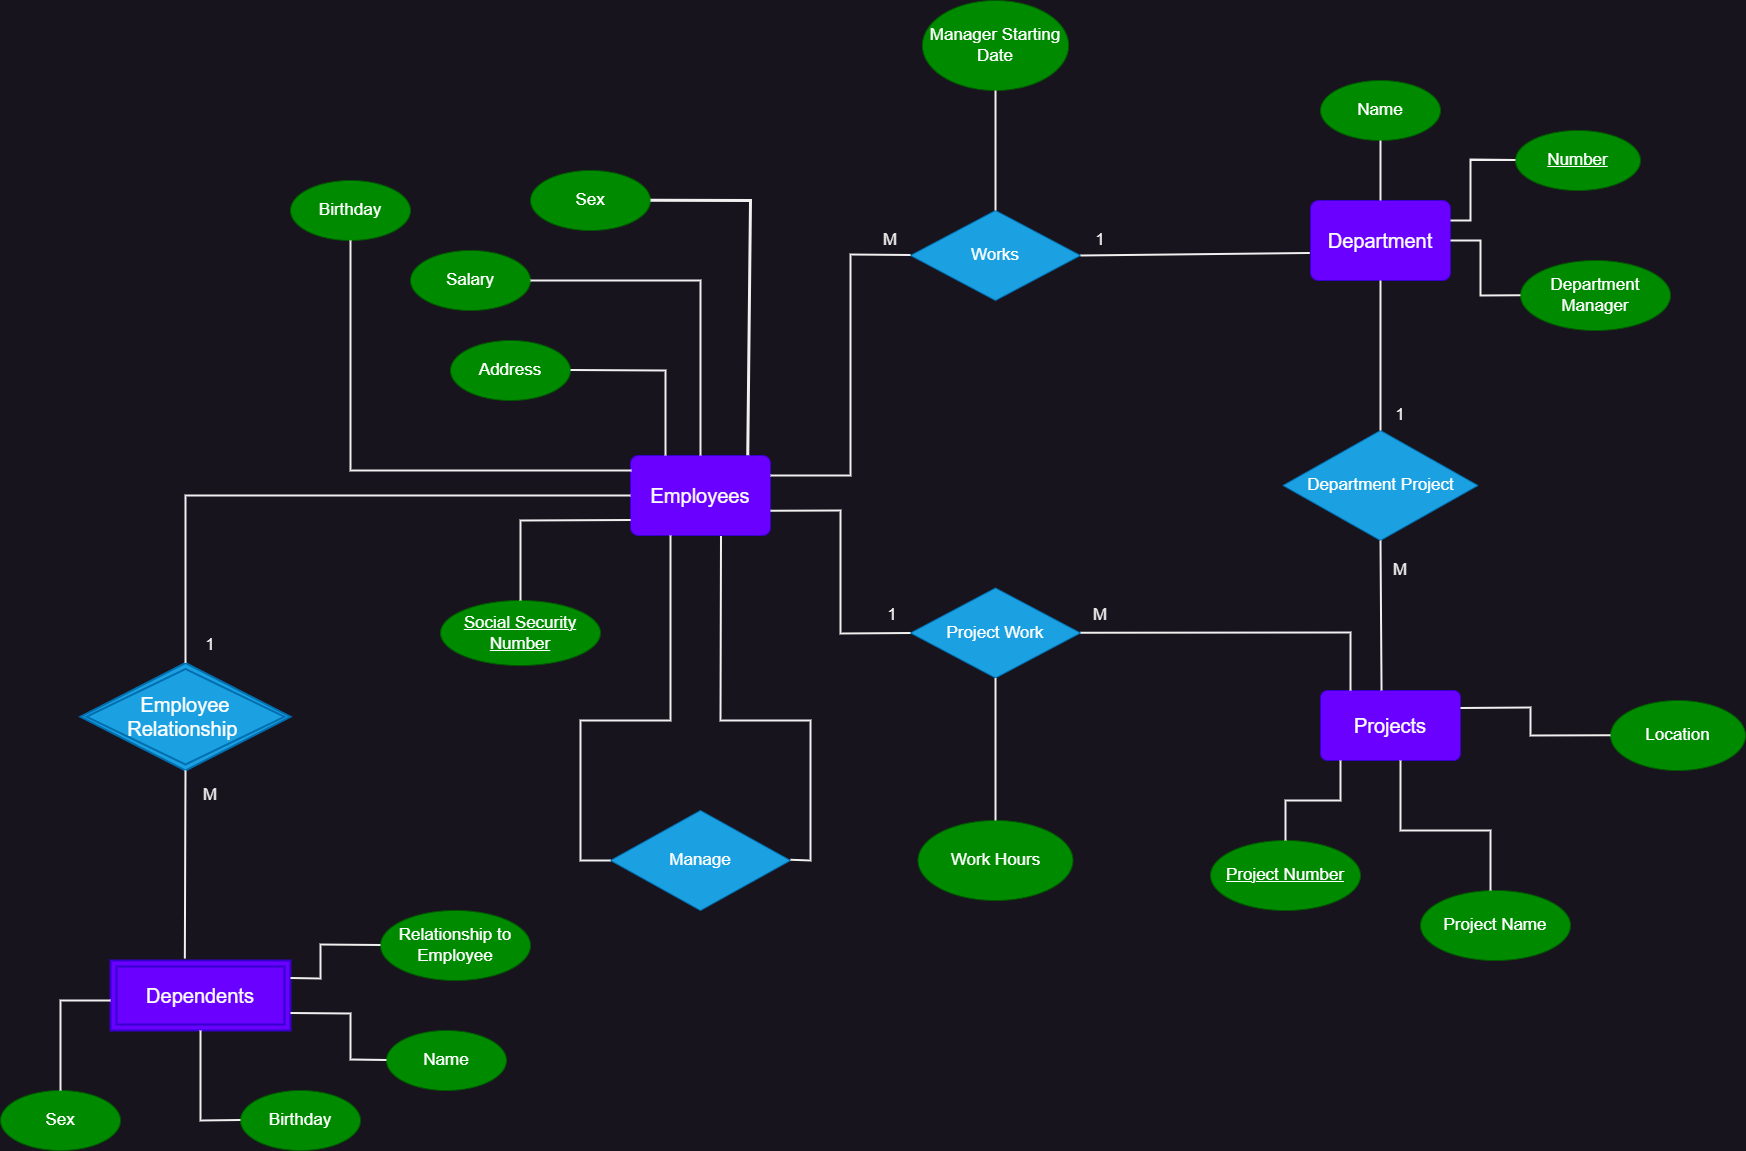 Manager Starting
Date
Name
Number
Sex
Birthday
M
1
Works
Department
Salary
Department
Manager
Address
1
Employees
Department Project
M
Social Security
Number
1
M
Project Work
1
Employee
Relationship
Projects
Location
M
Manage
Work Hours
Project Number
Project Name
Relationship to
Employee
Dependents
Name
Sex
Birthday